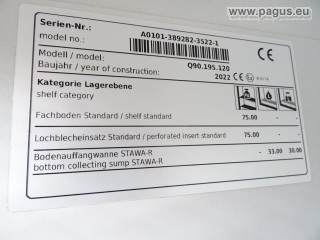 www.pagus.eu
Serien-Nr.: A0101-389282-3522-1
model no.:
Modell / model: Q90.195.120
Baujahr / year of construction: 2022 CE
Kategorie Lagerebene
shelf category
Fachboden Standard / shelf standard 75.00 - -
Lochblecheinsatz Standard / perforated insert standard 75.00 - -
Bodenauffangwanne STAWA-R - 33.00 30.00
bottom collecting sump STAWA-R